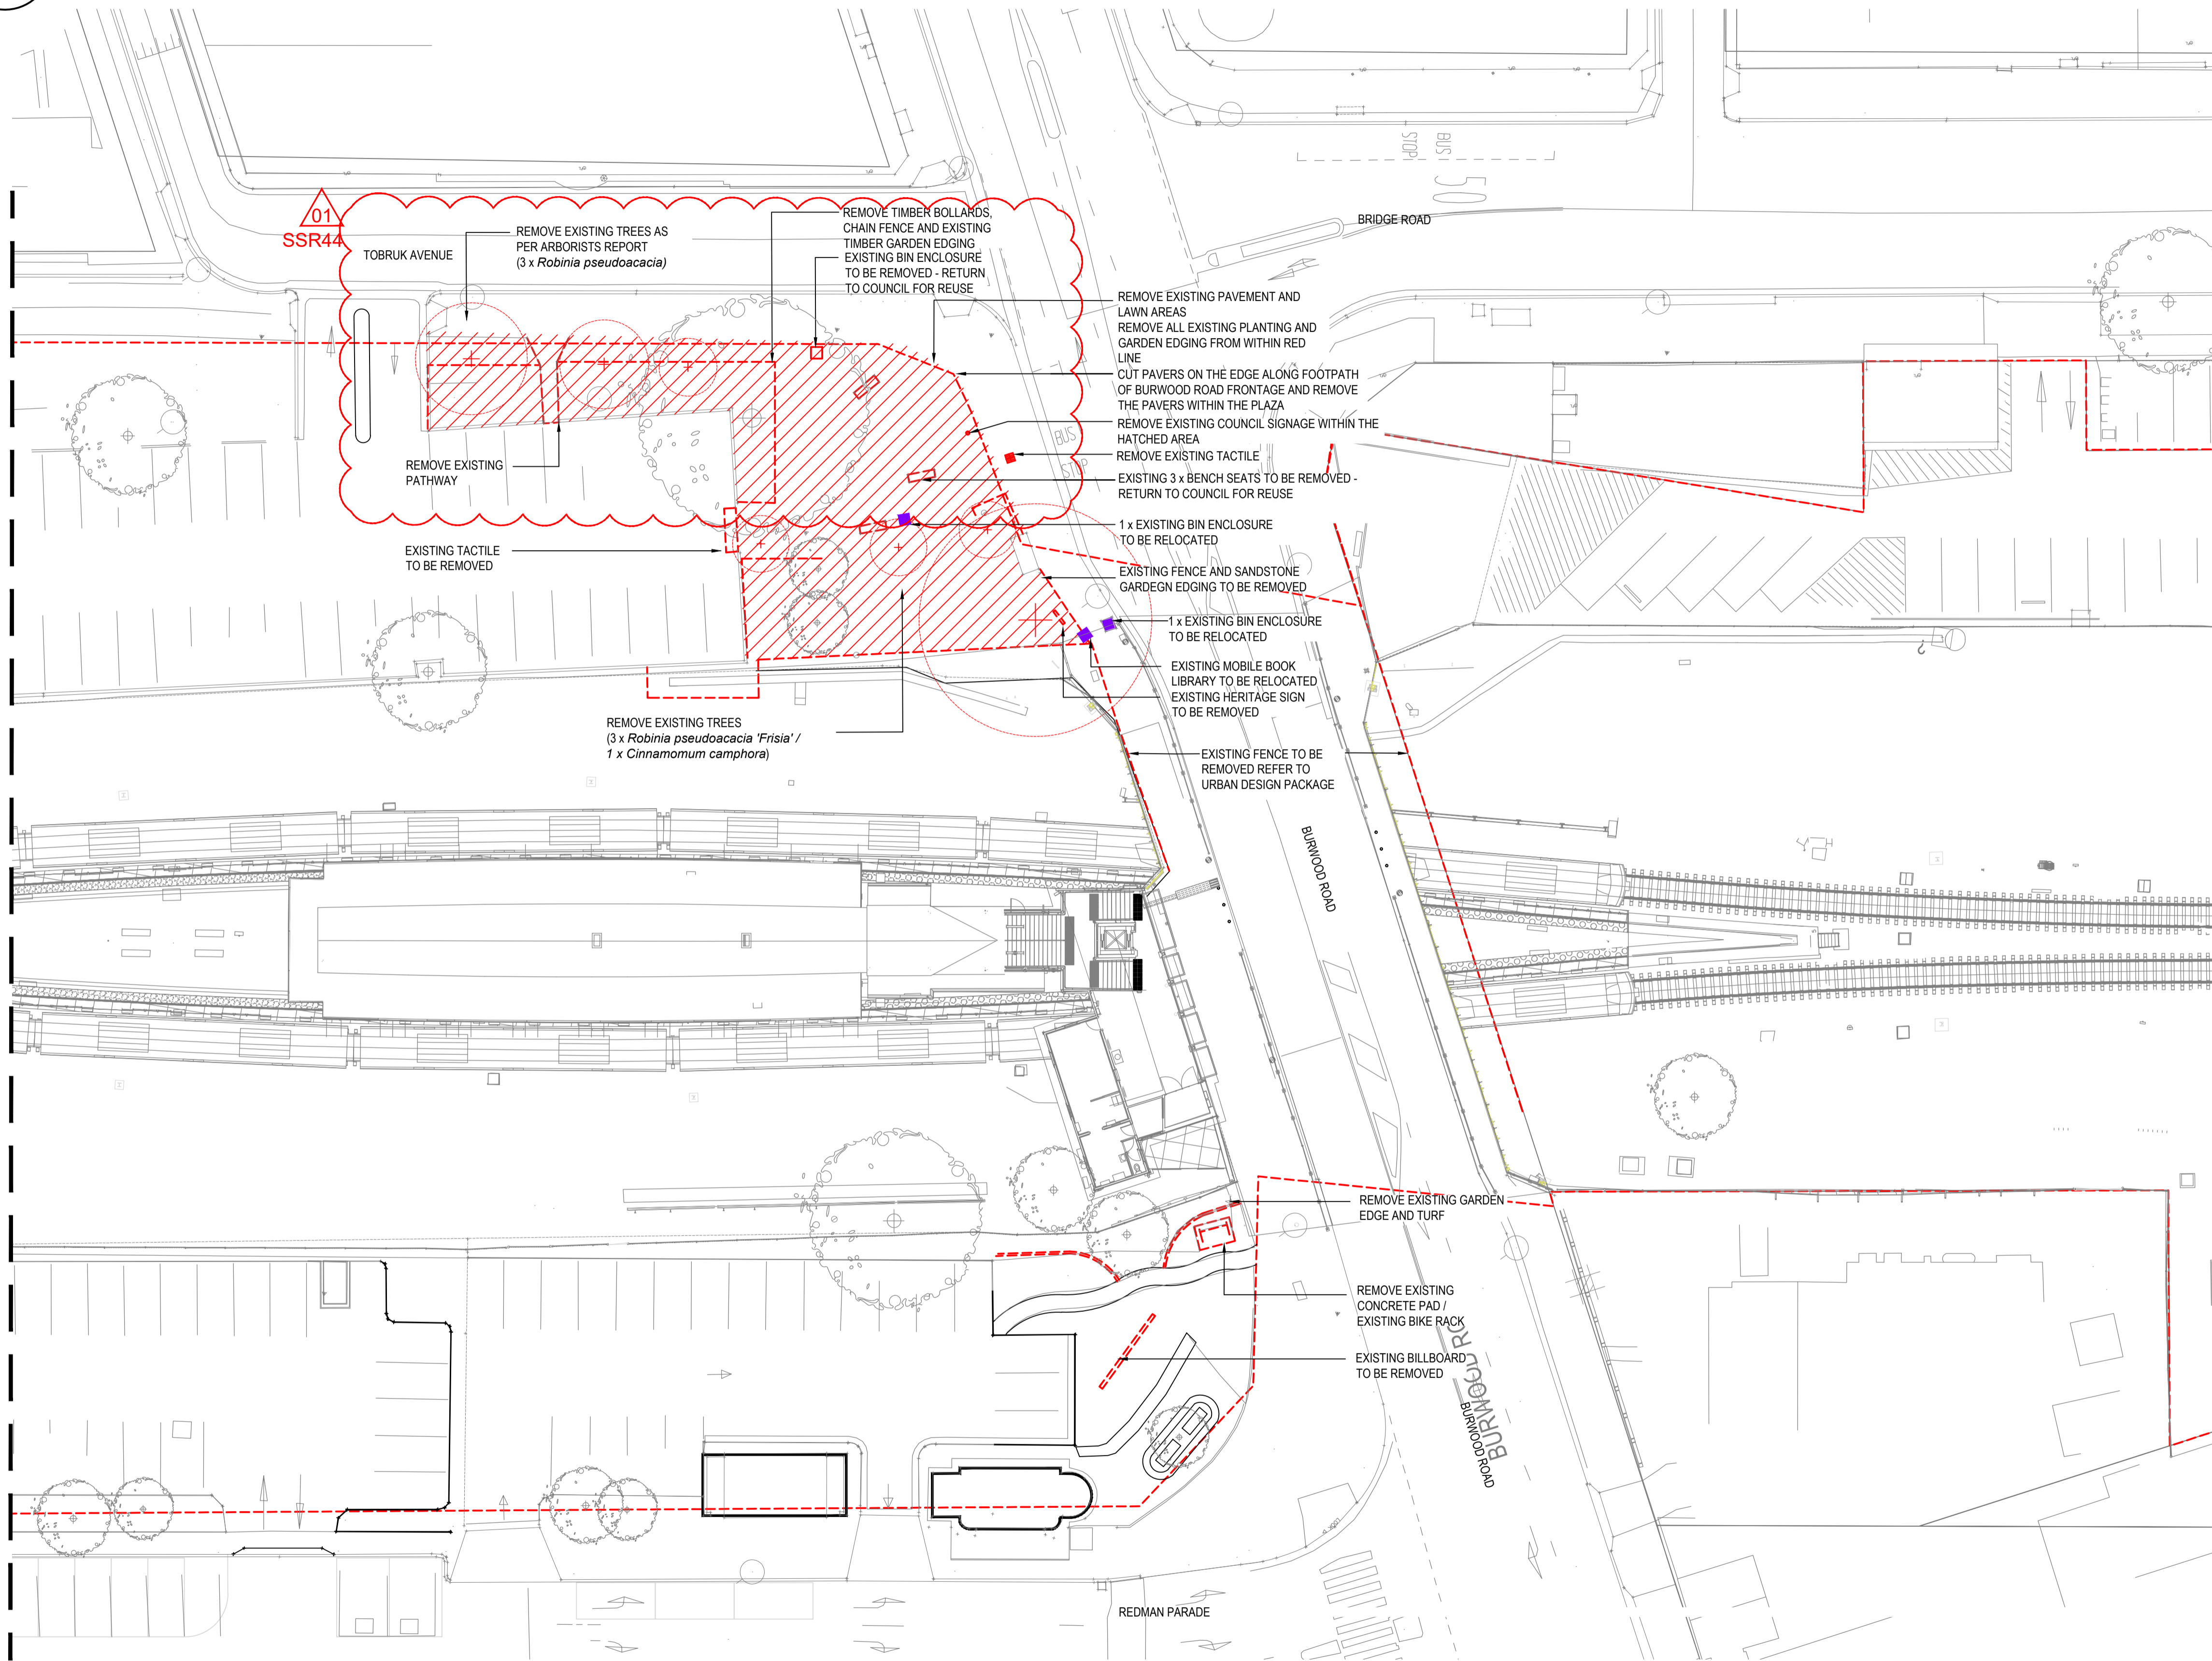 BUS
STOP
01
SSR44
TOBRUK AVENUE
BRIDGE ROAD
REMOVE EXISTING TREES AS
PER ARBORISTS REPORT
(3 x Robinia pseudoacacia)
REMOVE TIMBER BOLLARDS,
CHAIN FENCE AND EXISTING
TIMBER GARDEN EDGING
EXISTING BIN ENCLOSURE
TO BE REMOVED - RETURN
TO COUNCIL FOR REUSE
REMOVE EXISTING PAVEMENT AND
LAWN AREAS
REMOVE ALL EXISTING PLANTING AND
GARDEN EDGING FROM WITHIN RED
LINE
CUT PAVERS ON THE EDGE ALONG FOOTPATH
OF BURWOOD ROAD FRONTAGE AND REMOVE
THE PAVERS WITHIN THE PLAZA
REMOVE EXISTING COUNCIL SIGNAGE WITHIN THE
HATCHED AREA
BUS
STOP
REMOVE EXISTING TACTILE
REMOVE EXISTING
PATHWAY
EXISTING 3 x BENCH SEATS TO BE REMOVED -
RETURN TO COUNCIL FOR REUSE
1 x EXISTING BIN ENCLOSURE
TO BE RELOCATED
EXISTING TACTILE
TO BE REMOVED
EXISTING FENCE AND SANDSTONE
GARDEGN EDGING TO BE REMOVED
1 x EXISTING BIN ENCLOSURE
TO BE RELOCATED
EXISTING MOBILE BOOK
LIBRARY TO BE RELOCATED
EXISTING HERITAGE SIGN
TO BE REMOVED
REMOVE EXISTING TREES
(3 x Robinia pseudoacacia 'Frisia' /
1 x Cinnamomum camphora)
EXISTING FENCE TO BE
REMOVED REFER TO
URBAN DESIGN PACKAGE
BURWOOD ROAD
REMOVE EXISTING GARDEN
EDGE AND TURF
REMOVE EXISTING
CONCRETE PAD /
EXISTING BIKE RACK
EXISTING BILLBOARD
TO BE REMOVED
BURWOOD RO
BURWOOD ROAD
REDMAN PARADE